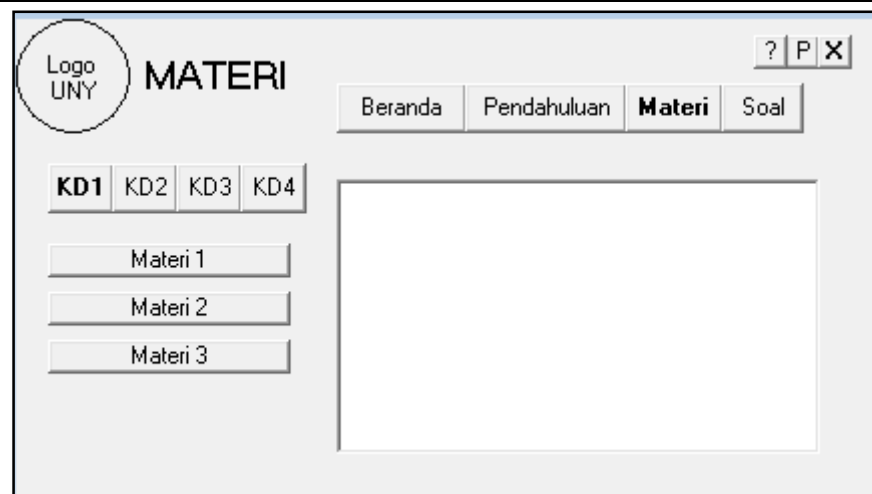 Logo
UNY
MATERI
? P X
Beranda Pendahuluan Materi Soal
KD1 KD2 KD3 KD4
Materi 1
Materi 2
Materi 3